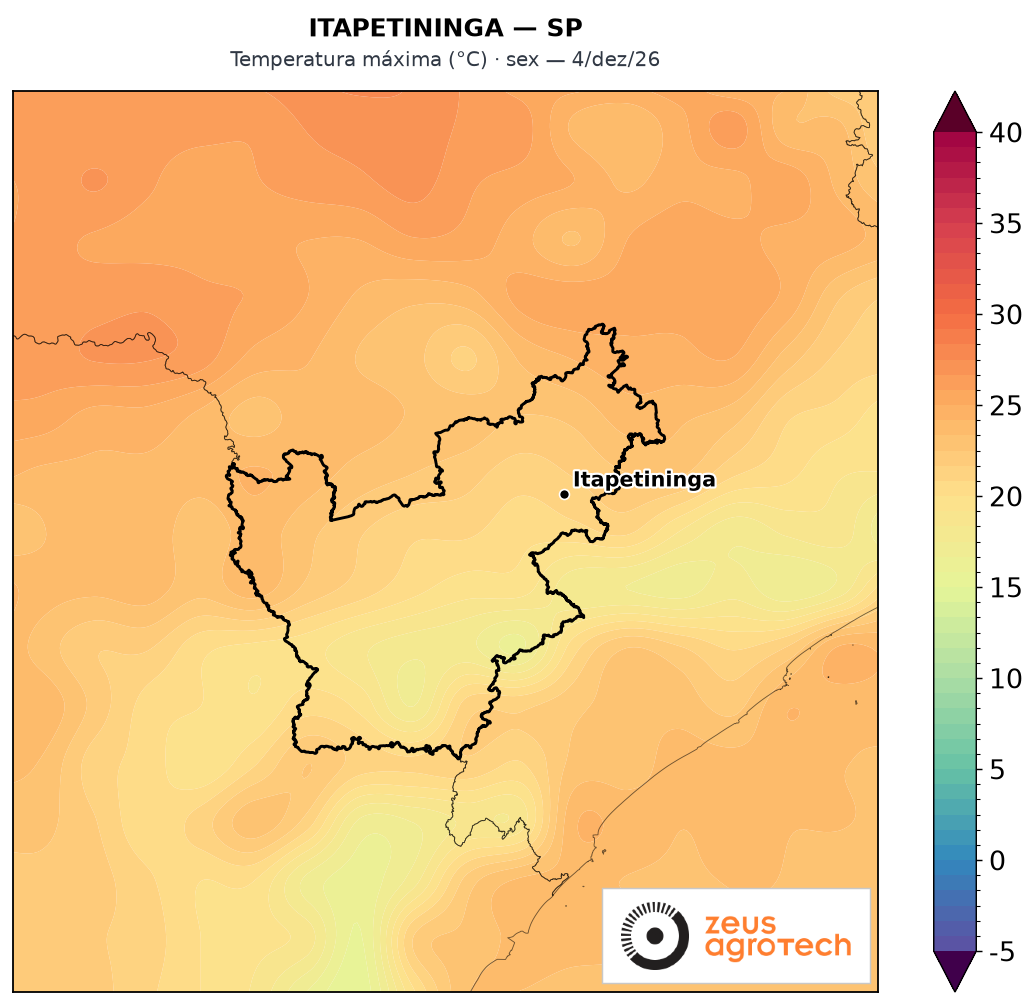 ITAPETININGA — SP
Temperatura máxima (°C) · sex — 4/dez/26
40
35
30
25
20
15
10
5
0
-5
Itapetininga
zeus
agrotech